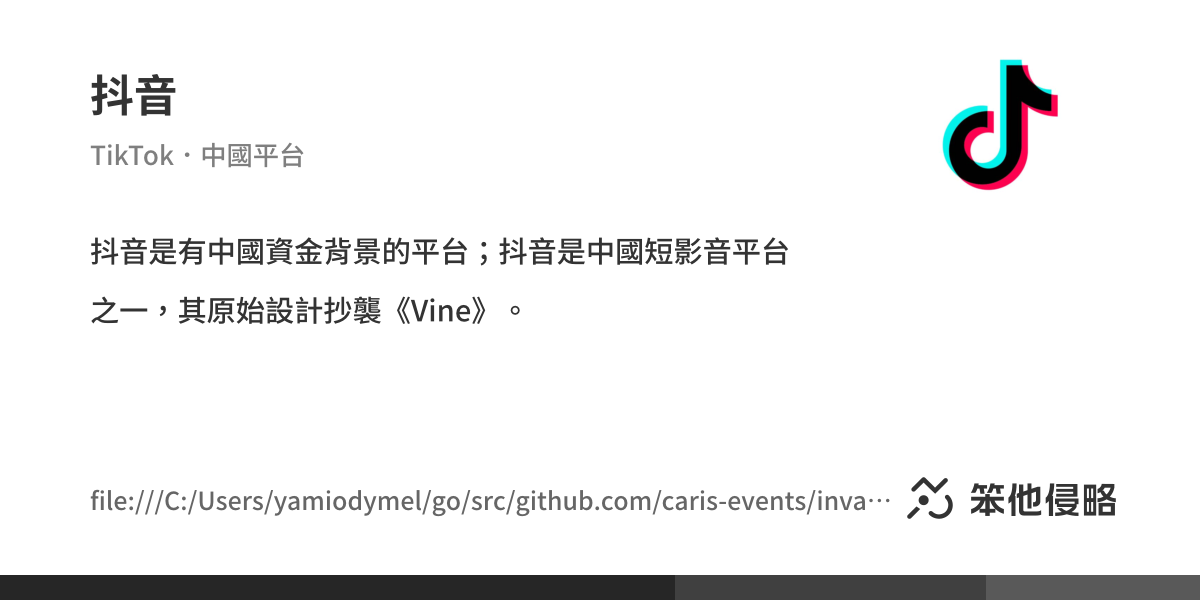 抖音
TikTok・中國平台
抖音是有中國資金背景的平台；抖音是中國短影音平台
之一，其原始設計抄襲《Vine》。
file:///C:/Users/yamiodymel/go/src/github.com/caris-events/inva…
笨他侵略